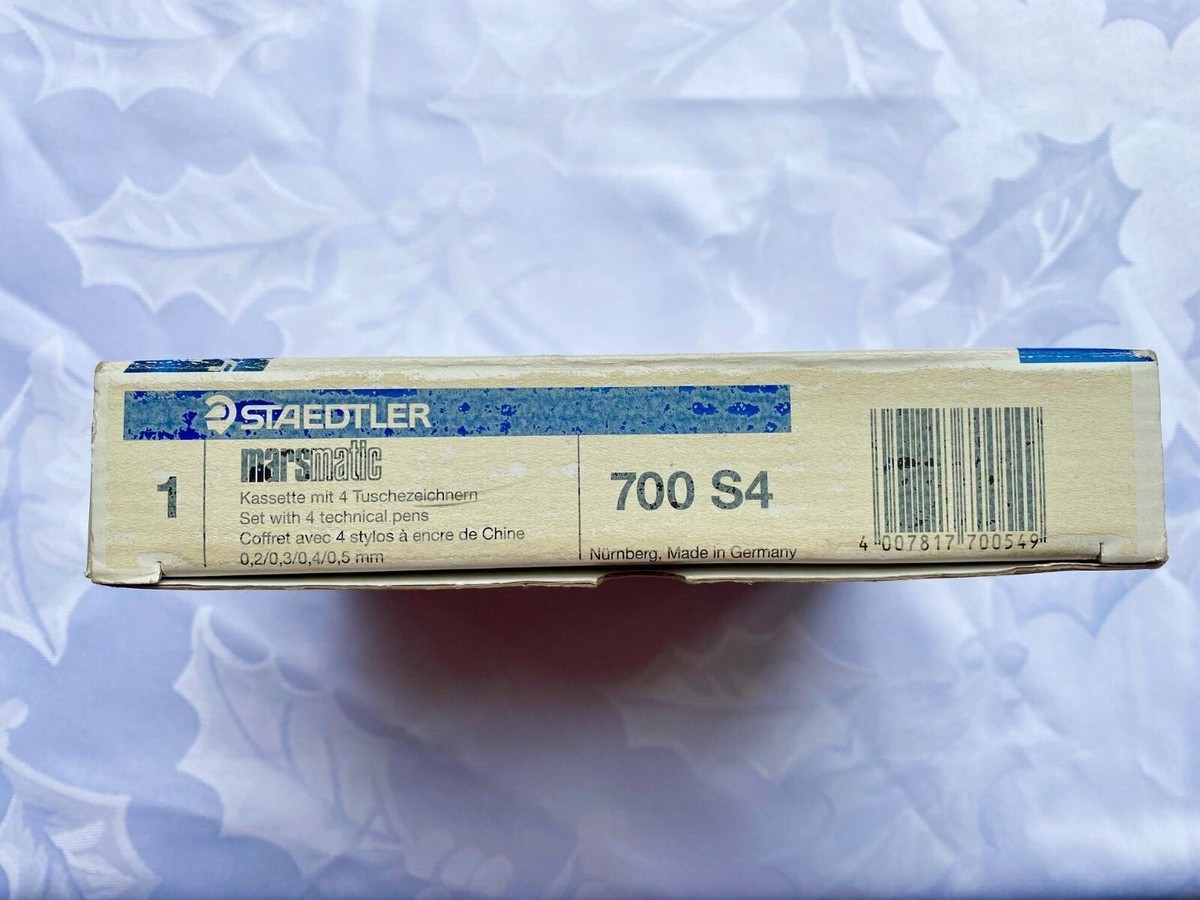 STAEDTLER
marsmatic
1
Kassette mit 4 Tuschezeichnern
Set with 4 technical pens
Coffret avec 4 stylos à encre de Chine
0,2/0,3/0,4/0,5 mm
700 S4
Nürnberg, Made in Germany
4 007817 700549